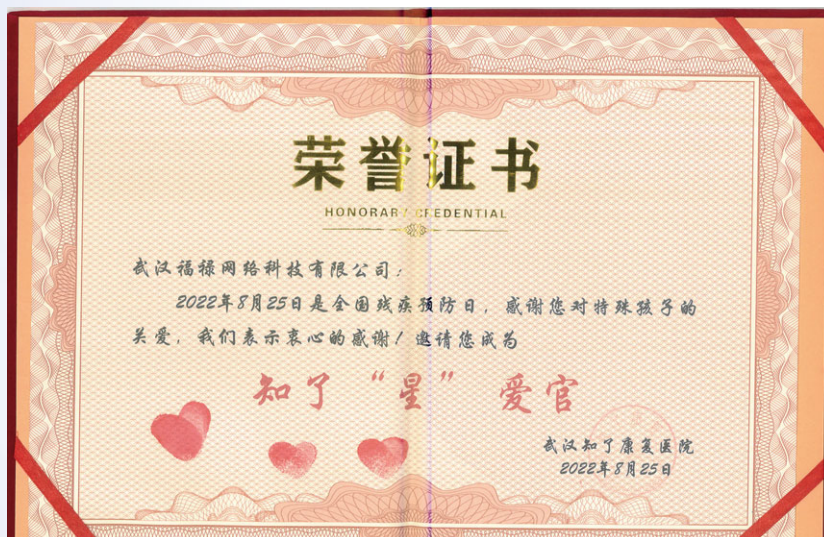 荣誉证书
HONORARY CREDENTIAL
武汉福禄网络科技有限公司：
2022年8月25日是全国残疾预防日，感谢您对特殊孩子的
关爱，我们表示衷心的感谢！邀请您成为
知了“星”爱官
武汉知了康复医院
2022年8月25日